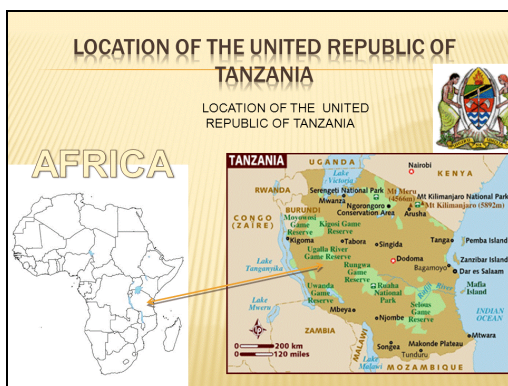 LOCATION OF THE UNITED REPUBLIC OF
TANZANIA
LOCATION OF THE UNITED
REPUBLIC OF TANZANIA
AFRICA
TANZANIA
UGANDA
Nairobi
KENYA
Lake
Victoria
RWANDA
Serengeti National Park
Mt Meru
(4566m)
Mwanza
Mt Kilimanjaro National Park
Mt Kilimanjaro (5892m)
Ngorongoro
Conservation Area
Arusha
CONGO
(ZAÏRE)
BURUNDI
Moyowosi
Game
Reserve
Kigosi Game
Reserve
Kigoma
Tabora
Singida
Tanga
Pemba Island
Ugalla River
Game Reserve
Lake
Tanganyika
Dodoma
Zanzibar Island
Bagamoyo
Dar es Salaam
Rungwa
Game
Reserve
Uwanda
Game
Reserve
Ruaha
National
Park
Rufiji River
Mafia
Island
Lake
Mweru
Mbeya
Selous
Game
Reserve
INDIAN
OCEAN
Njombe
ZAMBIA
MALAWI
Mtwara
0 200 km
0 120 miles
Songea
Makonde Plateau
Tunduru
Lake
Malawi
MOZAMBIQUE